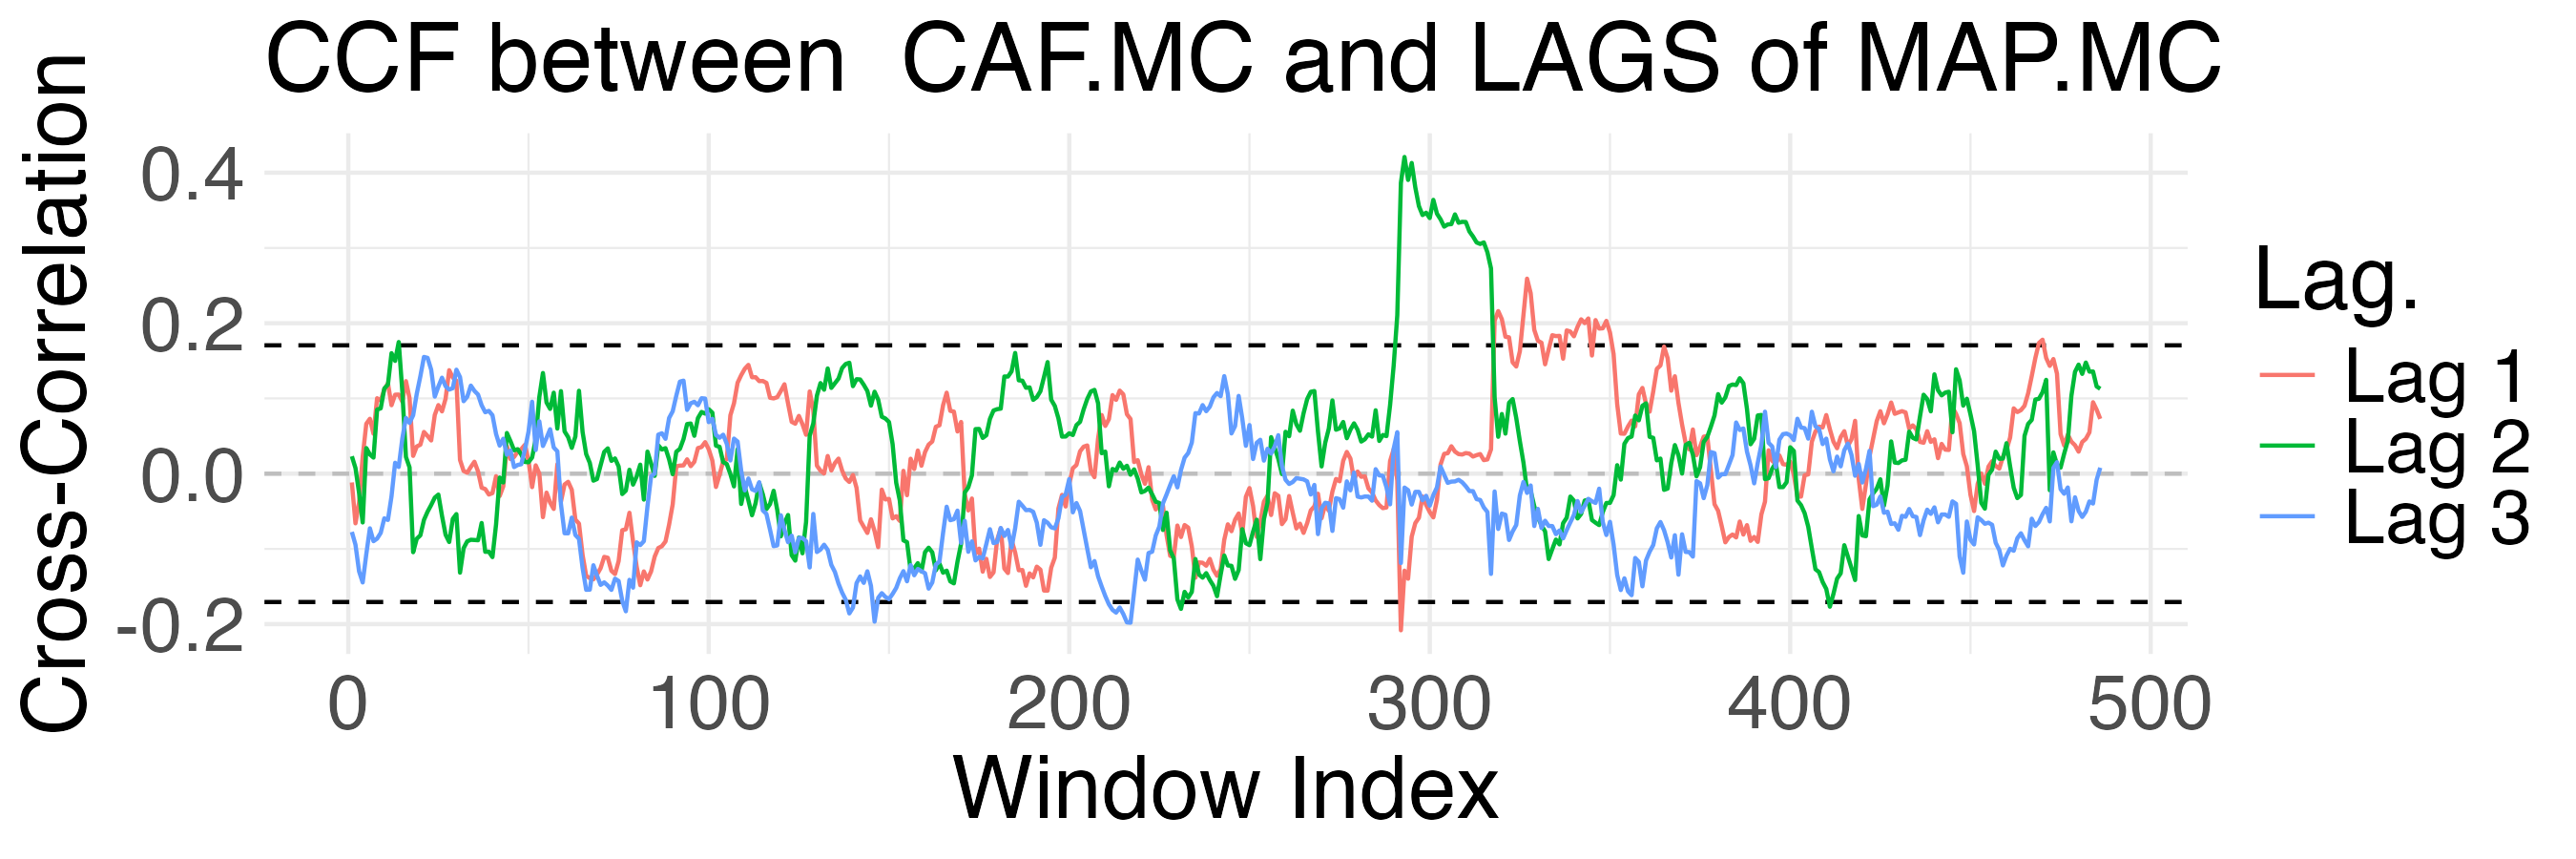 CCF between  CAF.MC and LAGS of MAP.MC
Cross-Correlation
0.4
0.2
0.0
-0.2
0 100 200 300 400 500
Window Index
Lag.
Lag 1
Lag 2
Lag 3